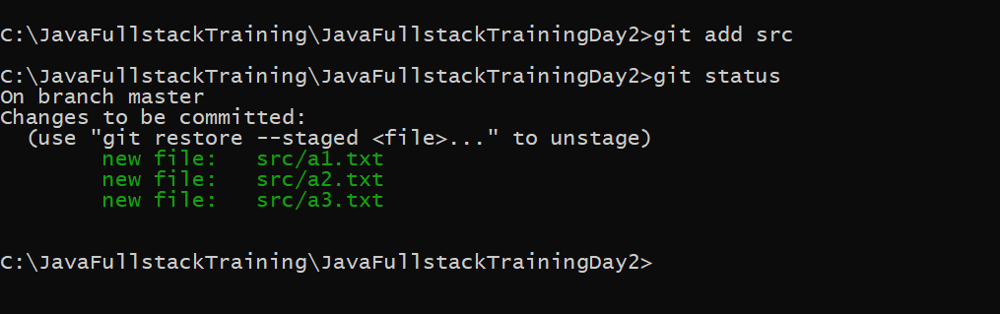 C:\JavaFullstackTraining\JavaFullstackTrainingDay2>git add src
C:\JavaFullstackTraining\JavaFullstackTrainingDay2>git status
On branch master
Changes to be committed:
  (use "git restore --staged <file>..." to unstage)
        new file:   src/a1.txt
        new file:   src/a2.txt
        new file:   src/a3.txt
C:\JavaFullstackTraining\JavaFullstackTrainingDay2>